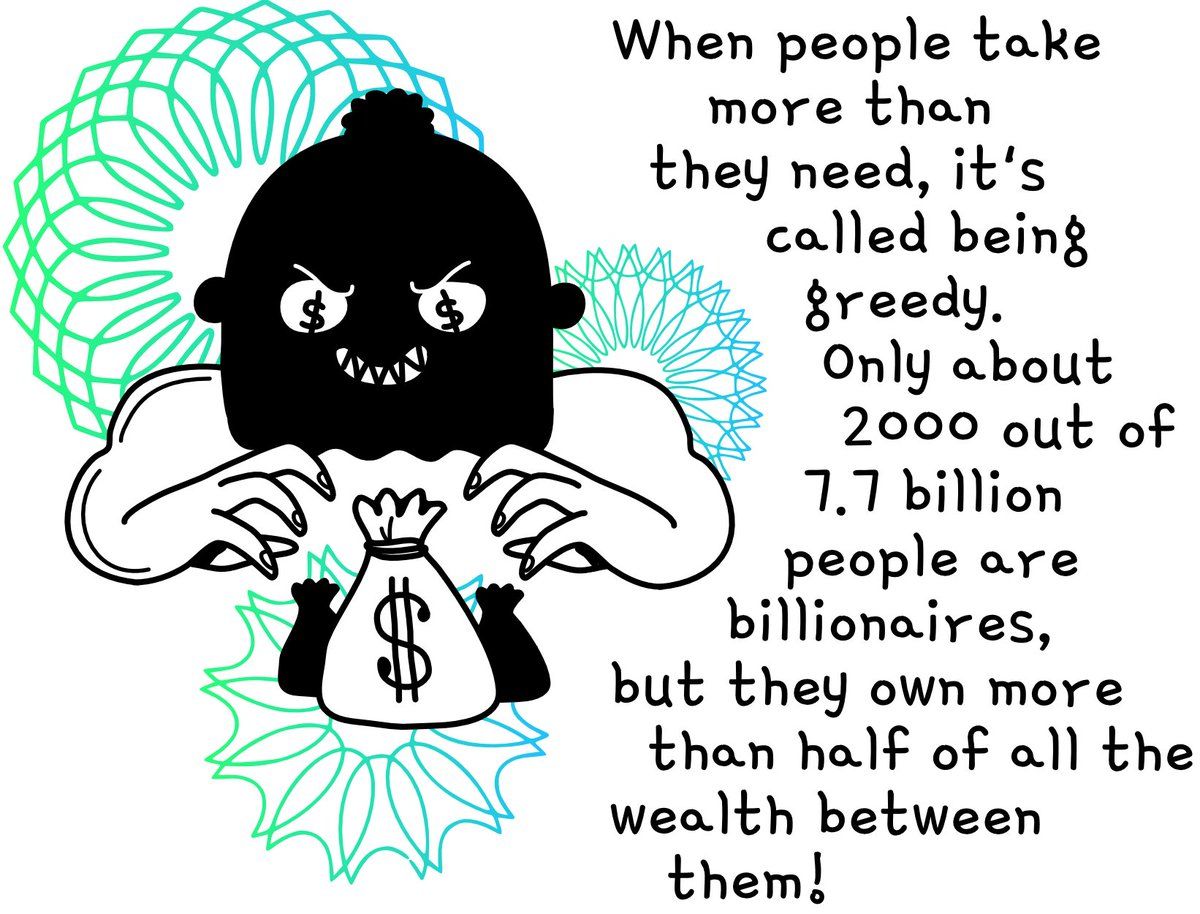 When people take
more than
they need, it's
called being
greedy.
Only about
2000 out of
7.7 billion
people are
billionaires,
but they own more
than half of all the
wealth between
them!
$ $
$